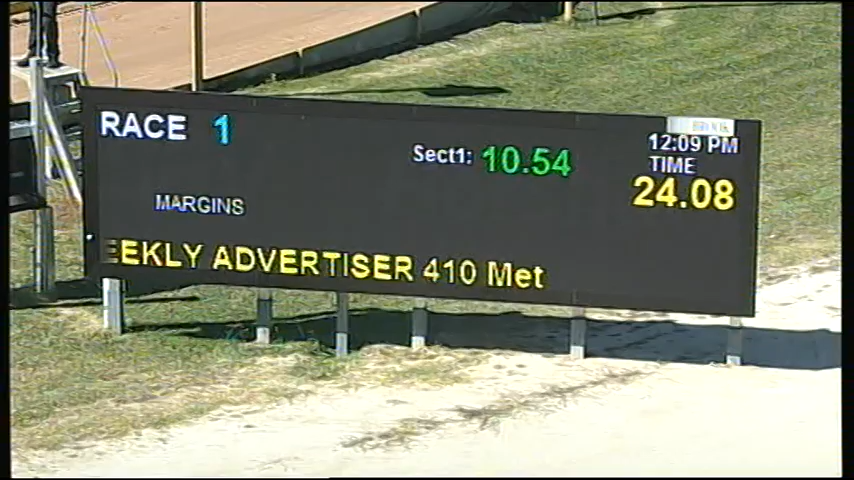 RACE 1
Sect1: 10.54
12:09 PM
TIME
24.08
MARGINS
EEKLY ADVERTISER 410 Met